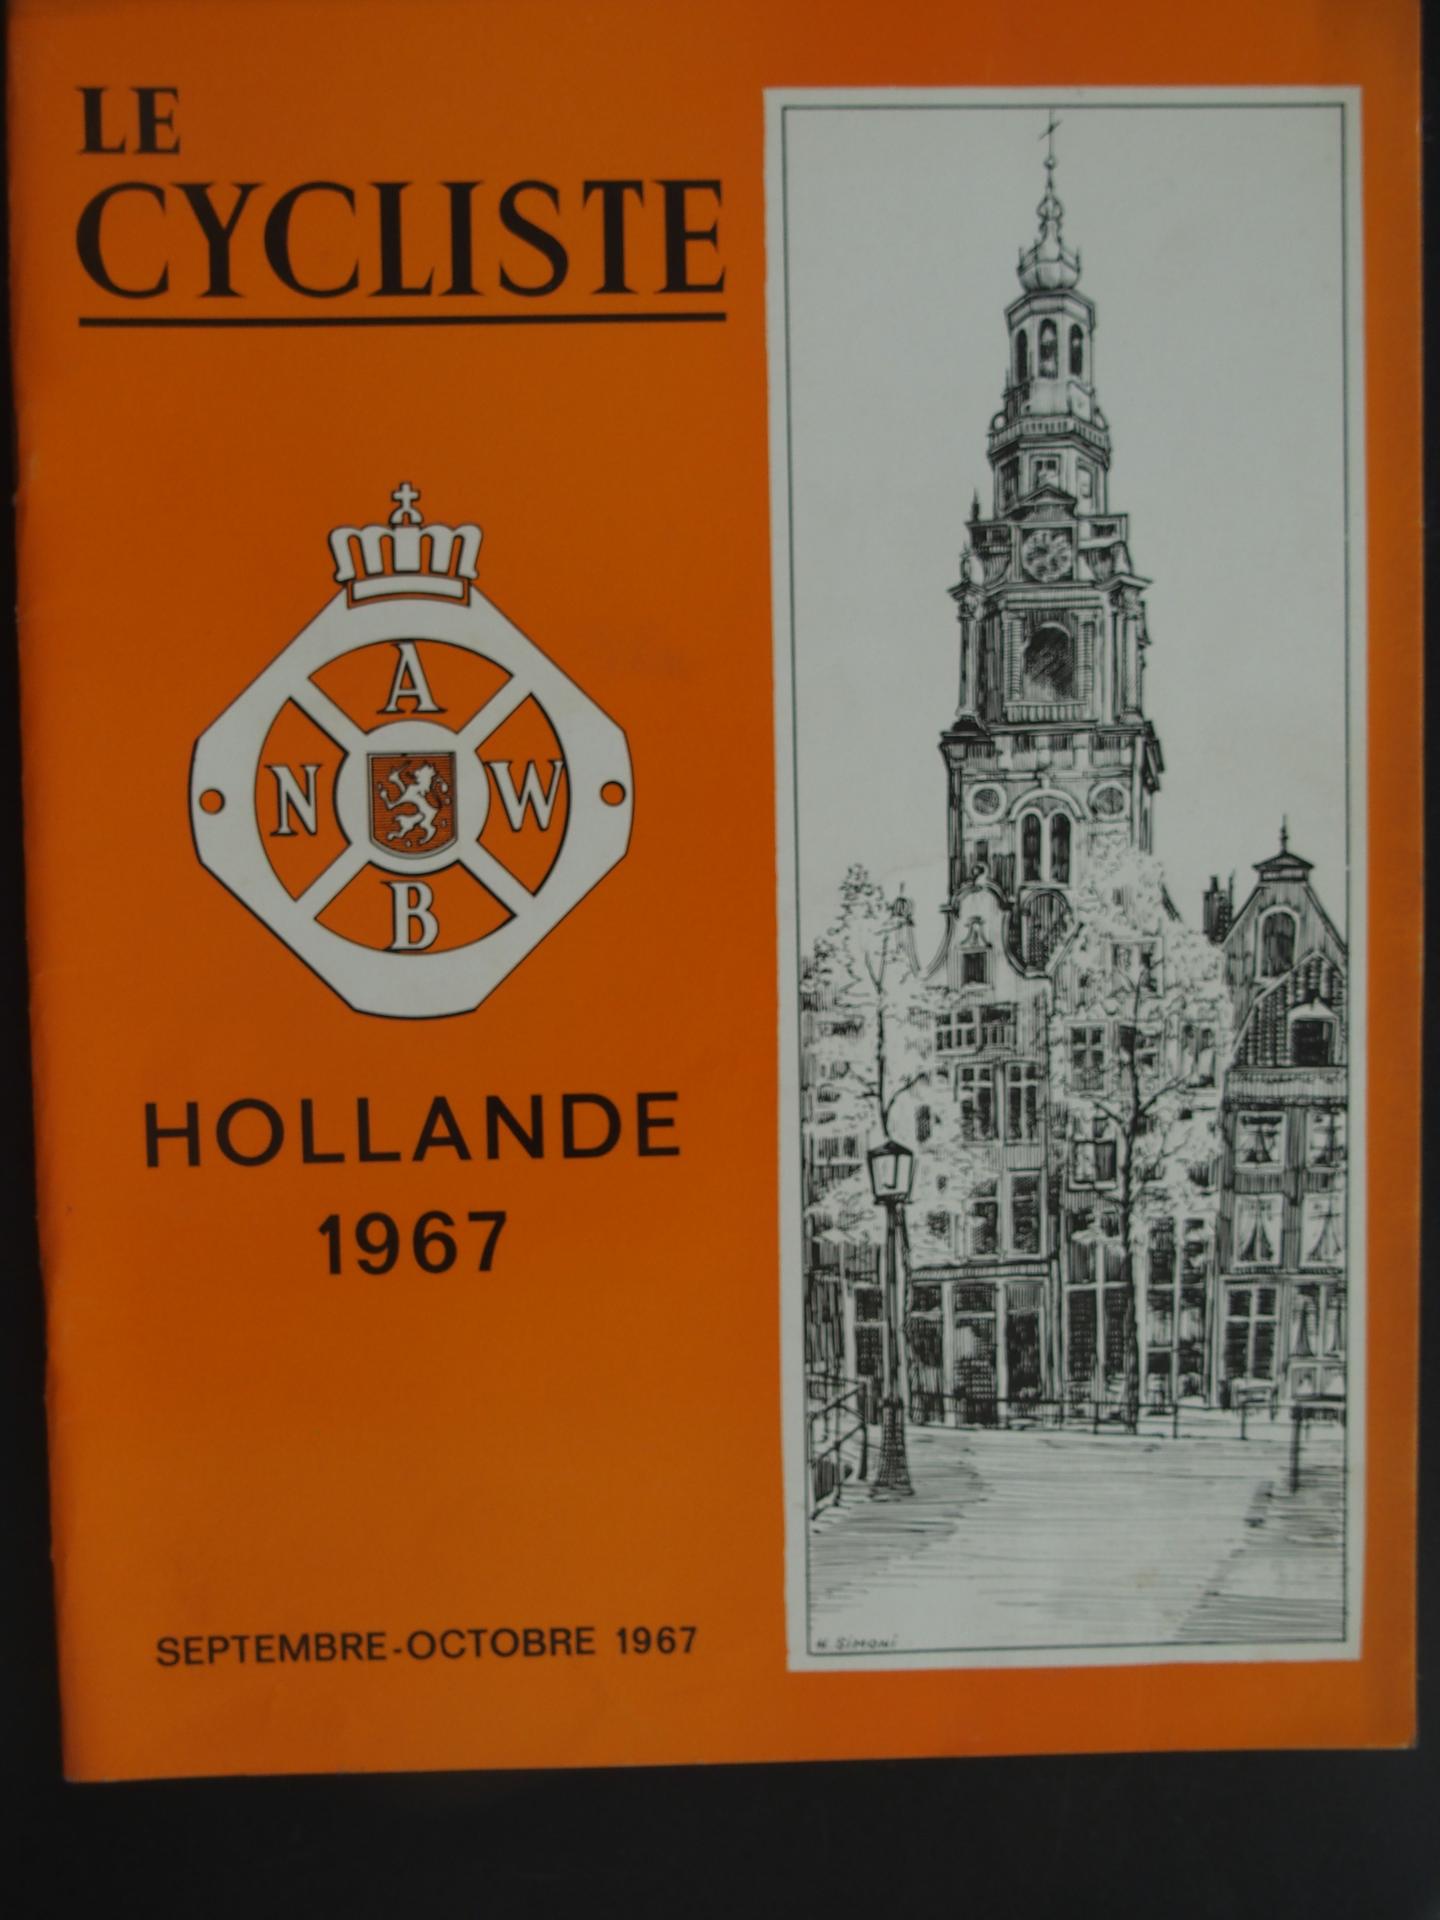 LE
CYCLISTE
A
N W
B
HOLLANDE
1967
SEPTEMBRE-OCTOBRE 1967
H. SIMONI